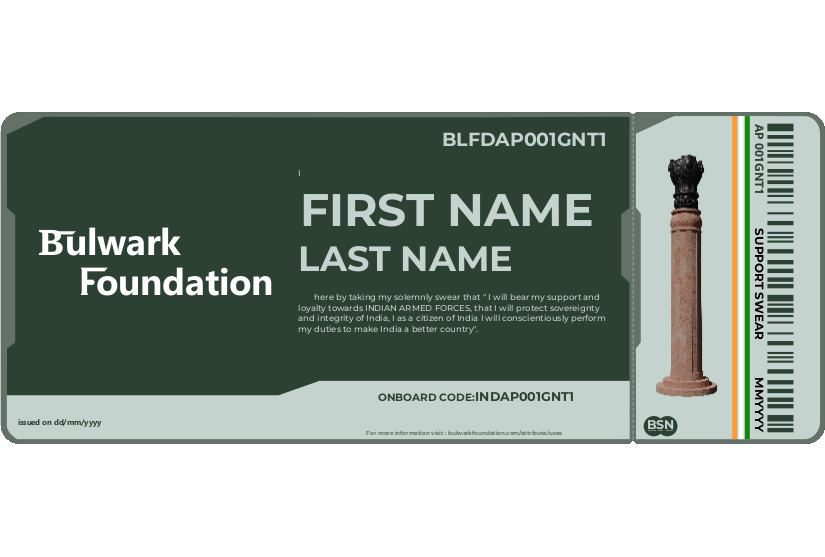 BLFDAP001GNT1
I
FIRST NAME
LAST NAME
Bulwark
Foundation
here by taking my solemnly swear that " I will bear my support and
loyalty towards INDIAN ARMED FORCES, that I will protect sovereignty
and integrity of India, I as a citizen of India I will conscientiously perform
my duties to make India a better country".
ONBOARD CODE:INDAP001GNT1
issued on dd/mm/yyyy
For more information visit : bulwarkfoundation.com/attribute/uses
AP 001GNT1
SUPPORT SWEAR
MMYYYY
BSN